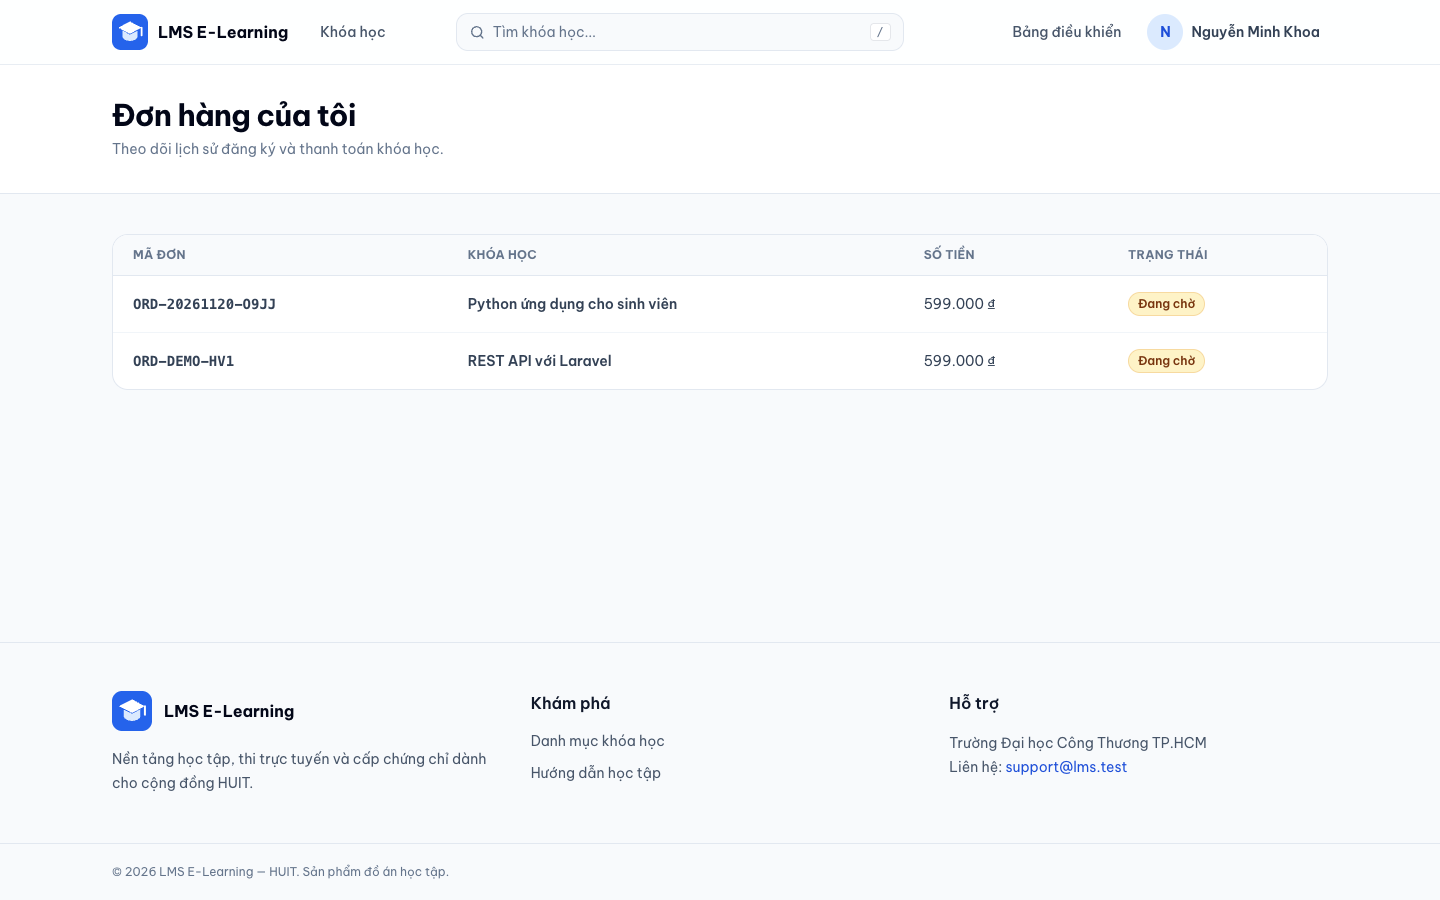 LMS E-Learning
Khóa học
Tìm khóa học...
/
Bảng điều khiển
N
Nguyễn Minh Khoa
Đơn hàng của tôi
Theo dõi lịch sử đăng ký và thanh toán khóa học.
MÃ ĐƠN KHÓA HỌC SỐ TIỀN TRẠNG THÁI
ORD-20261120-O9JJ Python ứng dụng cho sinh viên 599.000 ₫ Đang chờ
ORD-DEMO-HV1 REST API với Laravel 599.000 ₫ Đang chờ
LMS E-Learning
Nền tảng học tập, thi trực tuyến và cấp chứng chỉ dành
cho cộng đồng HUIT.
Khám phá
Danh mục khóa học
Hướng dẫn học tập
Hỗ trợ
Trường Đại học Công Thương TP.HCM
Liên hệ: support@lms.test
© 2026 LMS E-Learning — HUIT. Sản phẩm đồ án học tập.